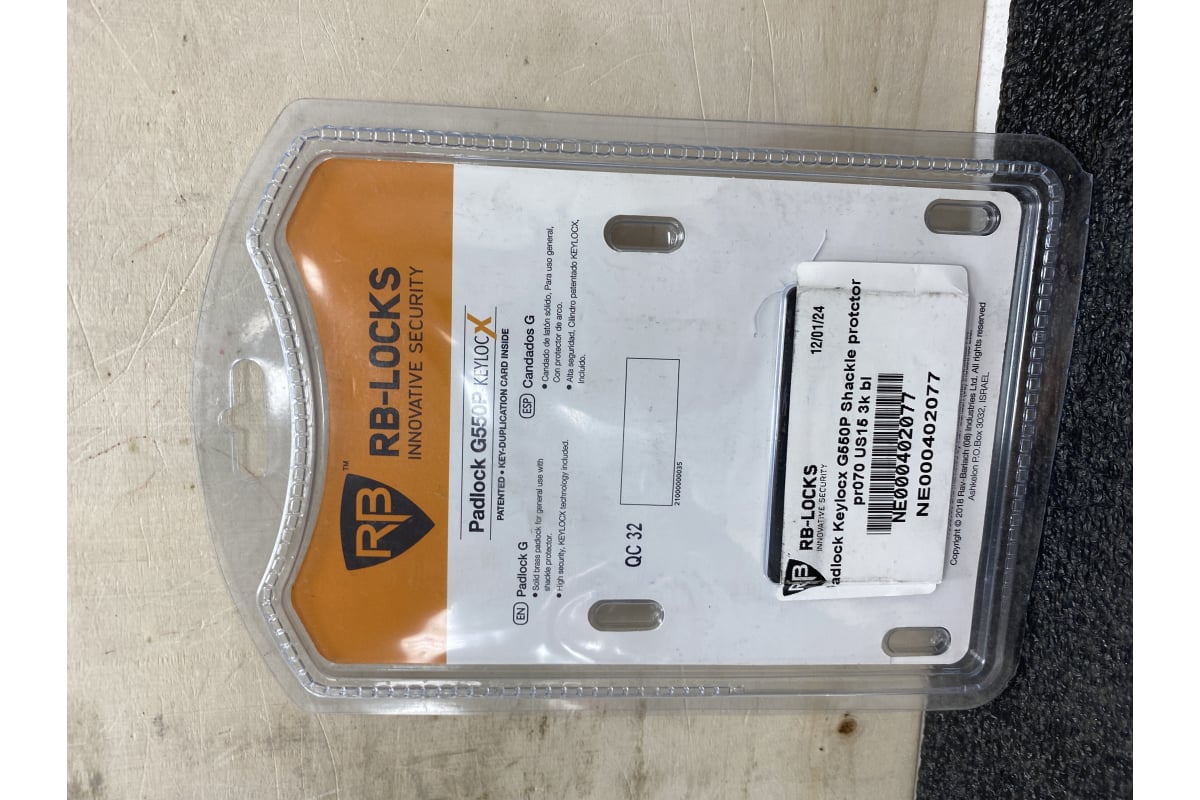 RB
™
RB-LOCKS
INNOVATIVE SECURITY
Padlock G550P KEYLOCX
PATENTED • KEY-DUPLICATION CARD INSIDE
EN Padlock G
• Solid brass padlock for general use with
shackle protector.
• High security, KEYLOCX technology included.
ESP Candados G
• Candado de latón sólido, Para uso general,
Con protector de arco.
• Alta seguridad, Cilindro patentado KEYLOCX,
Incluido.
QC 32
21000000035
RB
RB-LOCKS
INNOVATIVE SECURITY
12/01/24
adlock Keylocx G550P Shackle protctor
pr070 US15 3k bl
NE000402077
NE000402077
Copyright © 2018 Rav-Bariach (08) Industries Ltd. All rights reserved
Ashkelon P.O.Box 3032, ISRAEL